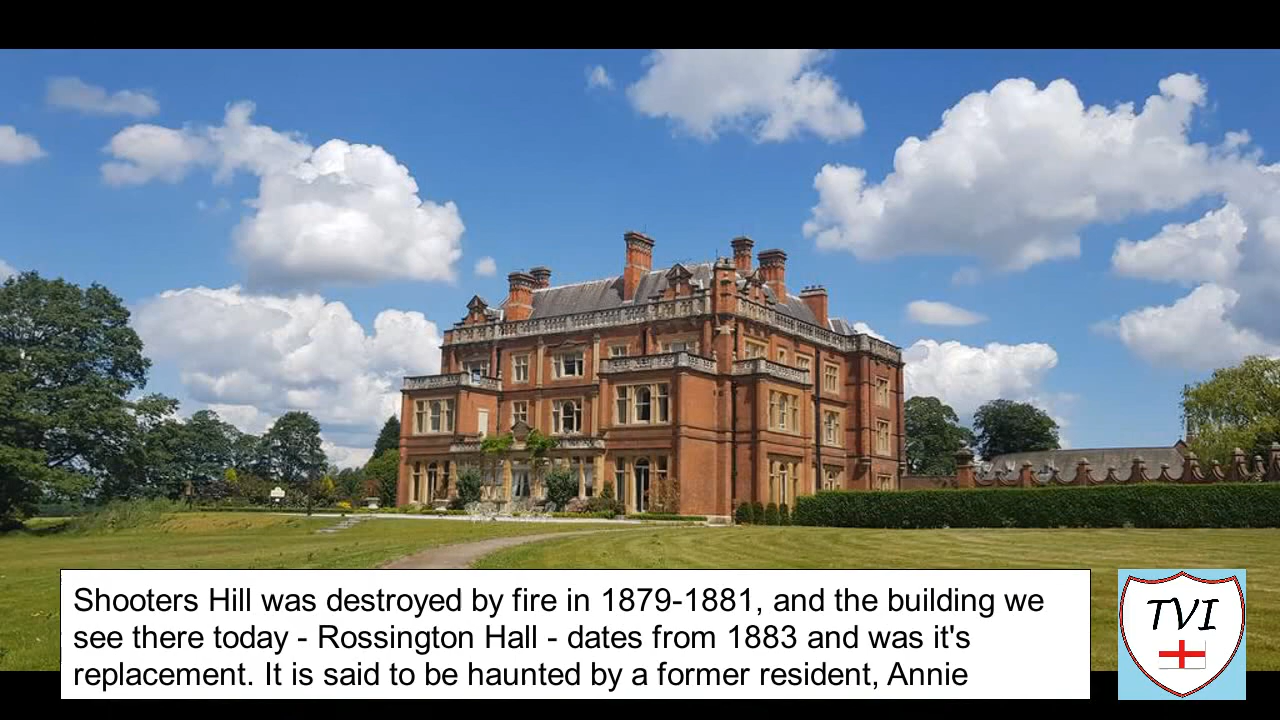 Shooters Hill was destroyed by fire in 1879-1881, and the building we
see there today - Rossington Hall - dates from 1883 and was it's
replacement. It is said to be haunted by a former resident, Annie
TVI